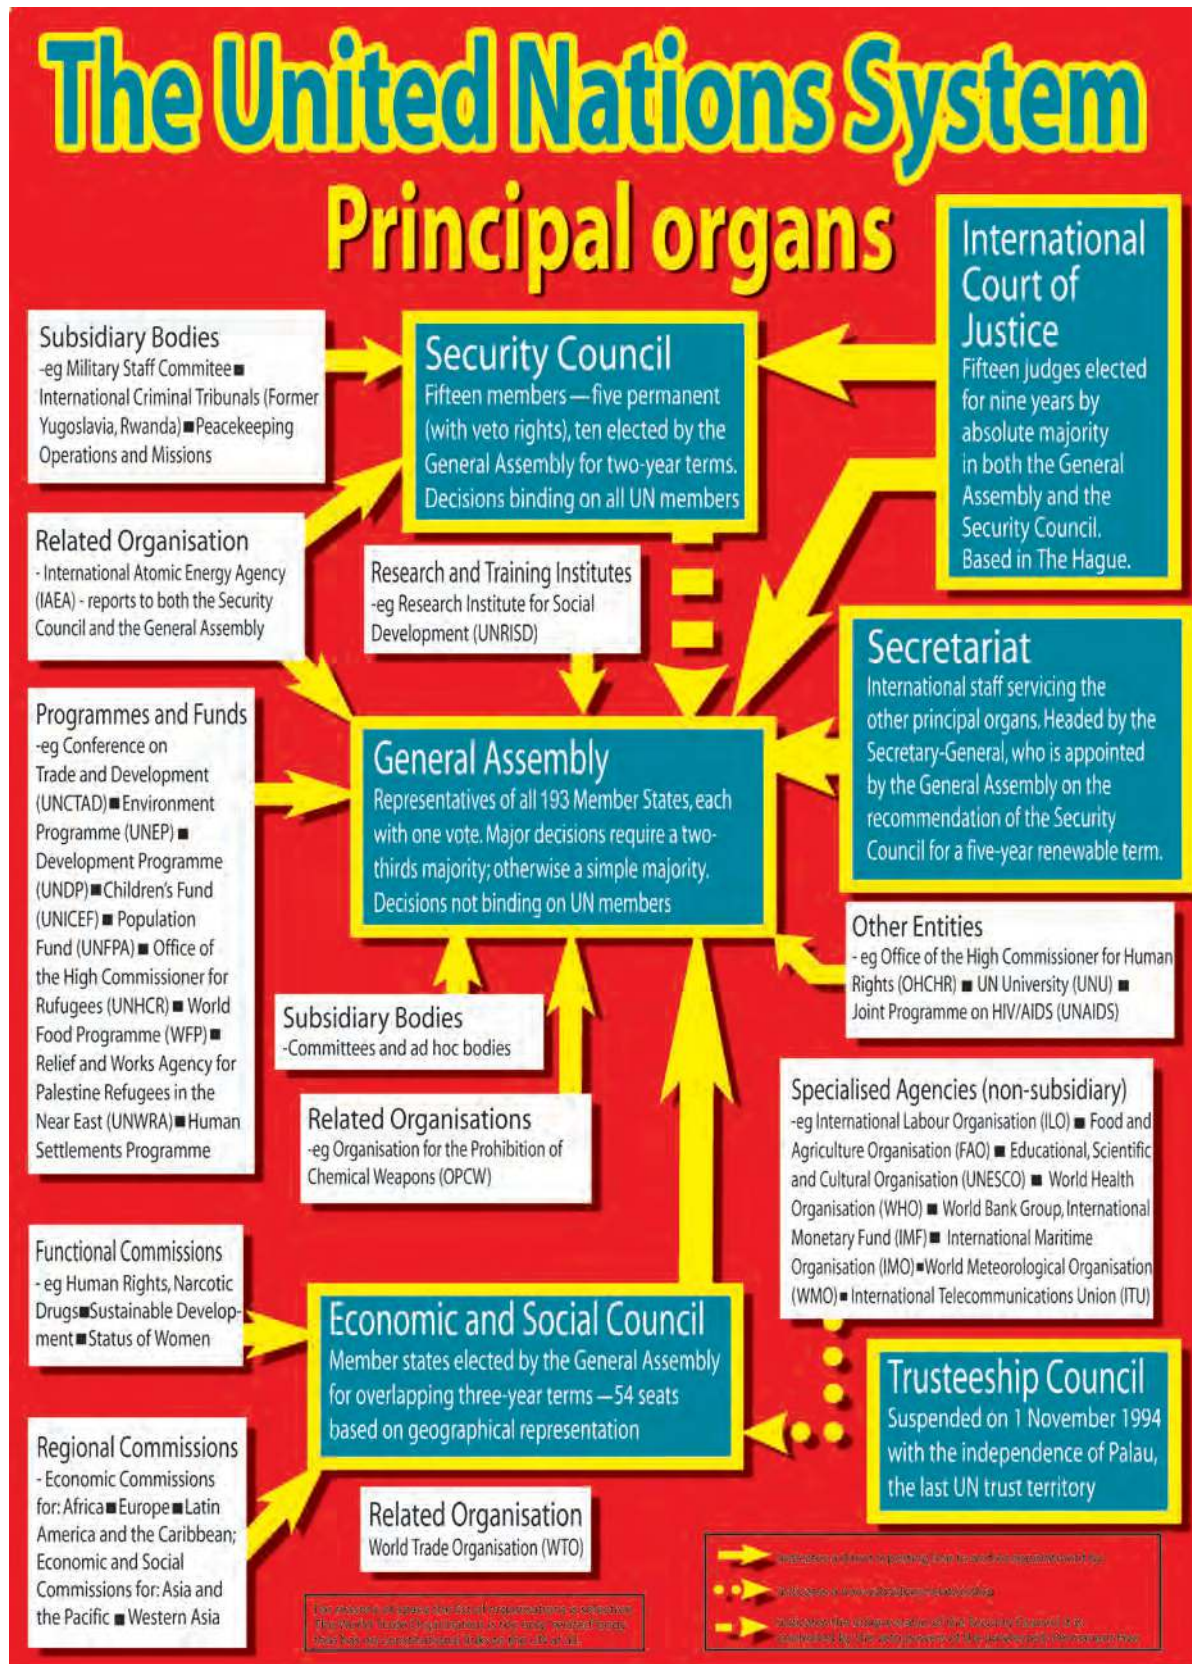 The United Nations System
Principal organs
International
Court of
Justice
Fifteen judges elected
for nine years by
absolute majority
in both the General
Assembly and the
Security Council.
Based in The Hague.
Subsidiary Bodies
-eg Military Staff Commitee ■
International Criminal Tribunals (Former
Yugoslavia, Rwanda) ■ Peacekeeping
Operations and Missions
Security Council
Fifteen members — five permanent
(with veto rights), ten elected by the
General Assembly for two-year terms.
Decisions binding on all UN members
Related Organisation
- International Atomic Energy Agency
(IAEA) - reports to both the Security
Council and the General Assembly
Research and Training Institutes
-eg Research Institute for Social
Development (UNRISD)
Secretariat
International staff servicing the
other principal organs. Headed by the
Secretary-General, who is appointed
by the General Assembly on the
recommendation of the Security
Council for a five-year renewable term.
Programmes and Funds
-eg Conference on
Trade and Development
(UNCTAD) ■ Environment
Programme (UNEP) ■
Development Programme
(UNDP) ■ Children's Fund
(UNICEF) ■ Population
Fund (UNFPA) ■ Office of
the High Commissioner for
Rufugees (UNHCR) ■ World
Food Programme (WFP) ■
Relief and Works Agency for
Palestine Refugees in the
Near East (UNWRA) ■ Human
Settlements Programme
General Assembly
Representatives of all 193 Member States, each
with one vote. Major decisions require a two-
thirds majority; otherwise a simple majority.
Decisions not binding on UN members
Other Entities
- eg Office of the High Commissioner for Human
Rights (OHCHR) ■ UN University (UNU) ■
Joint Programme on HIV/AIDS (UNAIDS)
Subsidiary Bodies
-Committees and ad hoc bodies
Related Organisations
-eg Organisation for the Prohibition of
Chemical Weapons (OPCW)
Specialised Agencies (non-subsidiary)
-eg International Labour Organisation (ILO) ■ Food and
Agriculture Organisation (FAO) ■ Educational, Scientific
and Cultural Organisation (UNESCO) ■ World Health
Organisation (WHO) ■ World Bank Group, International
Monetary Fund (IMF) ■ International Maritime
Organisation (IMO) ■ World Meteorological Organisation
(WMO) ■ International Telecommunications Union (ITU)
Functional Commissions
- eg Human Rights, Narcotic
Drugs ■ Sustainable Develop-
ment ■ Status of Women
Economic and Social Council
Member states elected by the General Assembly
for overlapping three-year terms — 54 seats
based on geographical representation
Trusteeship Council
Suspended on 1 November 1994
with the independence of Palau,
the last UN trust territory
Regional Commissions
- Economic Commissions
for: Africa ■ Europe ■ Latin
America and the Caribbean;
Economic and Social
Commissions for: Asia and
the Pacific ■ Western Asia
Related Organisation
World Trade Organisation (WTO)